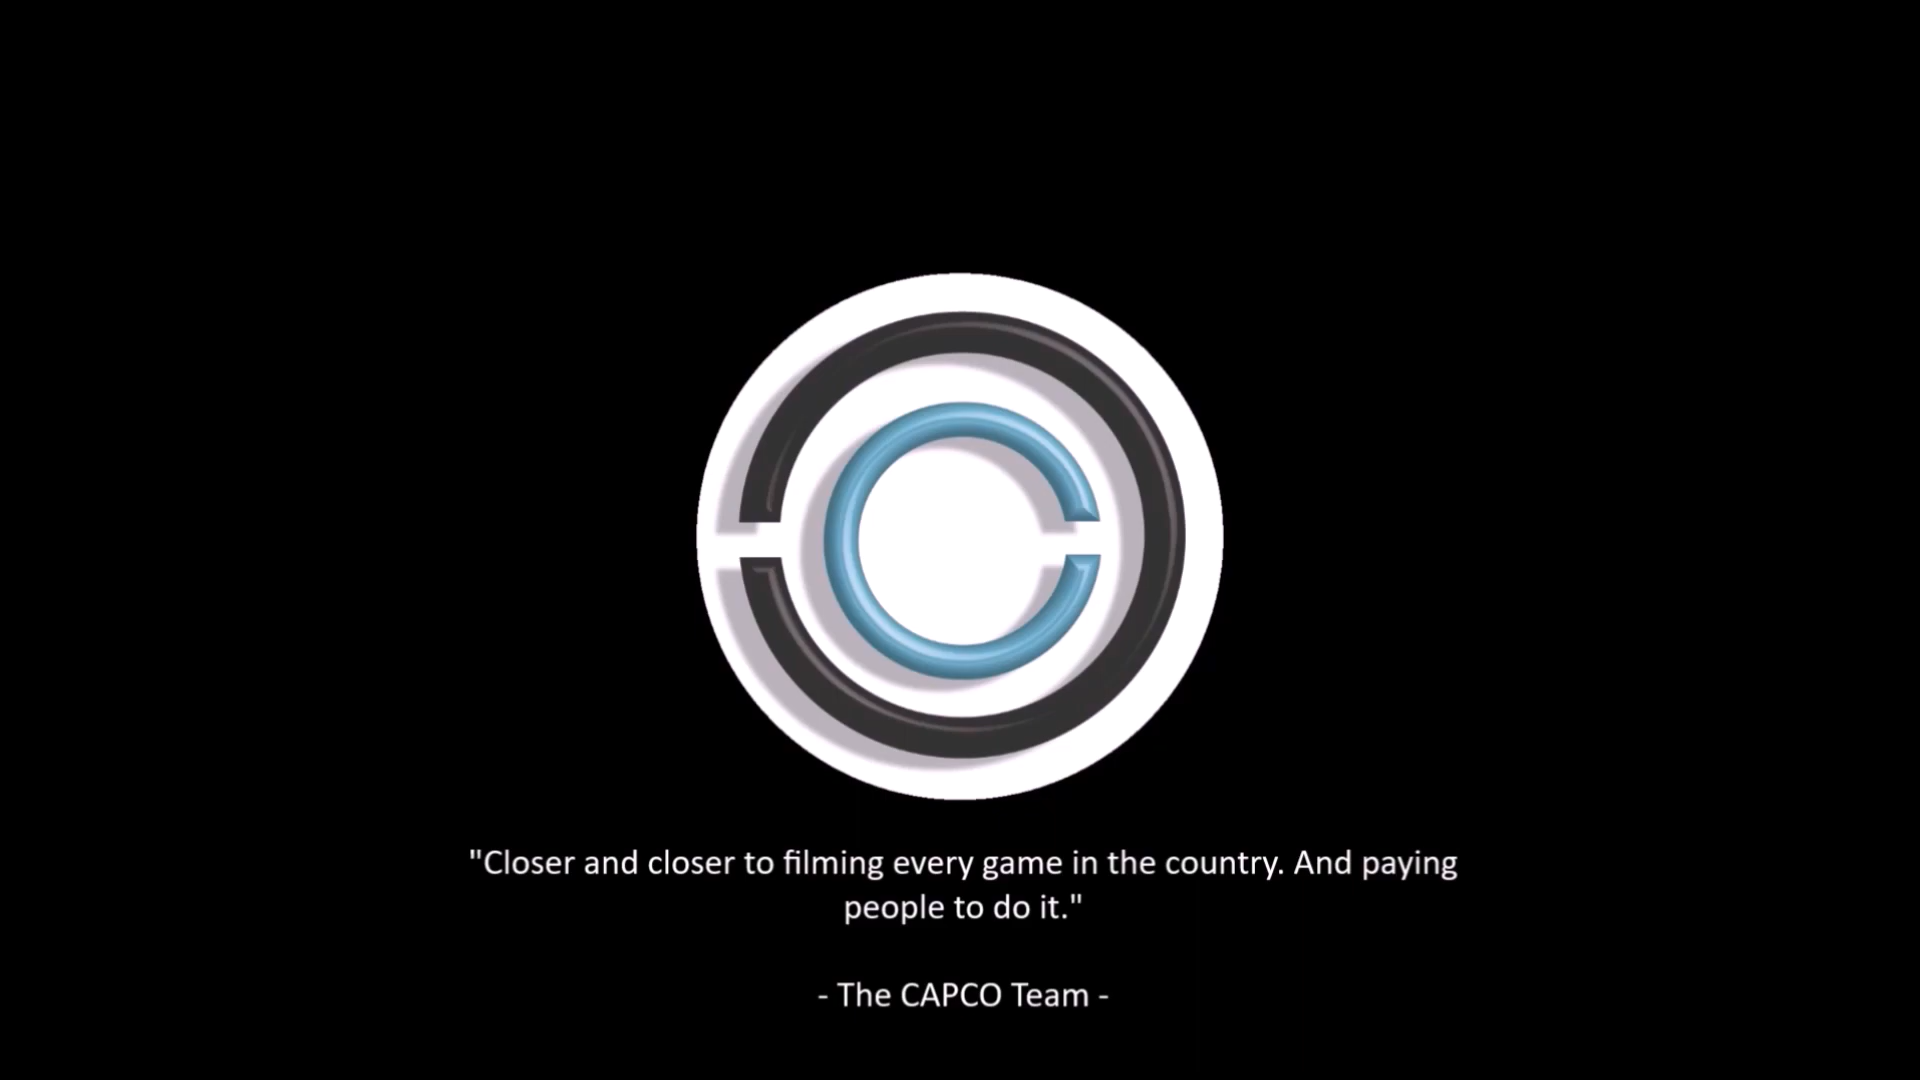 "Closer and closer to filming every game in the country. And paying
people to do it."
- The CAPCO Team -